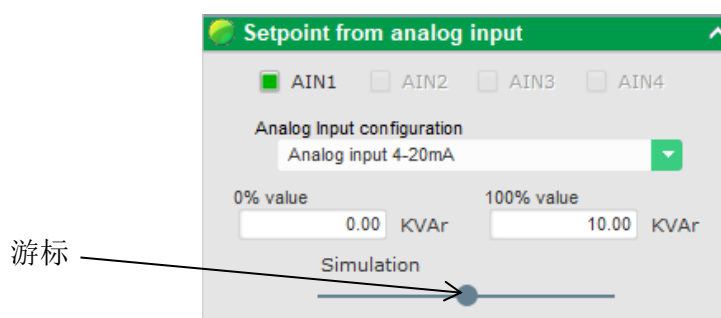 Setpoint from analog input
AIN1 AIN2 AIN3 AIN4
Analog Input configuration
Analog input 4-20mA
0% value 100% value
0.00 KVAr 10.00 KVAr
游标
Simulation